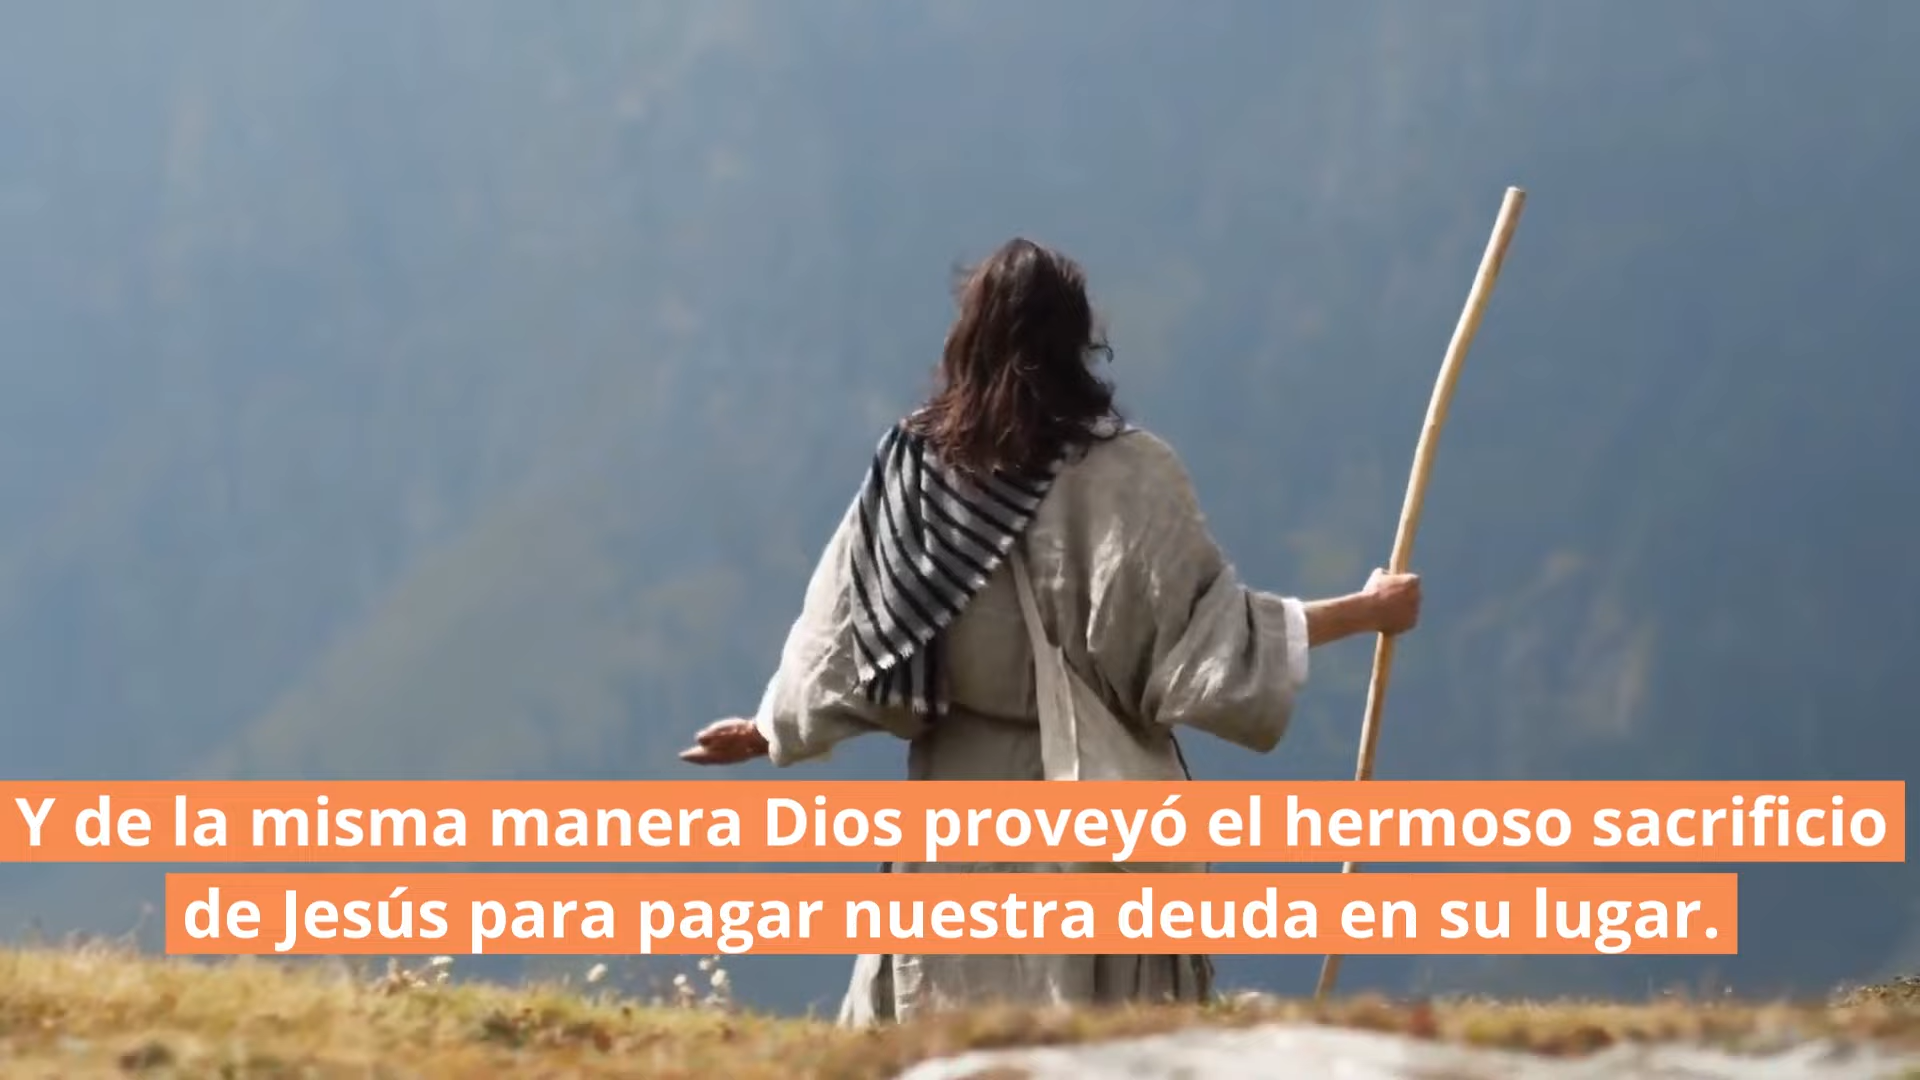 Y de la misma manera Dios proveyó el hermoso sacrificio
de Jesús para pagar nuestra deuda en su lugar.